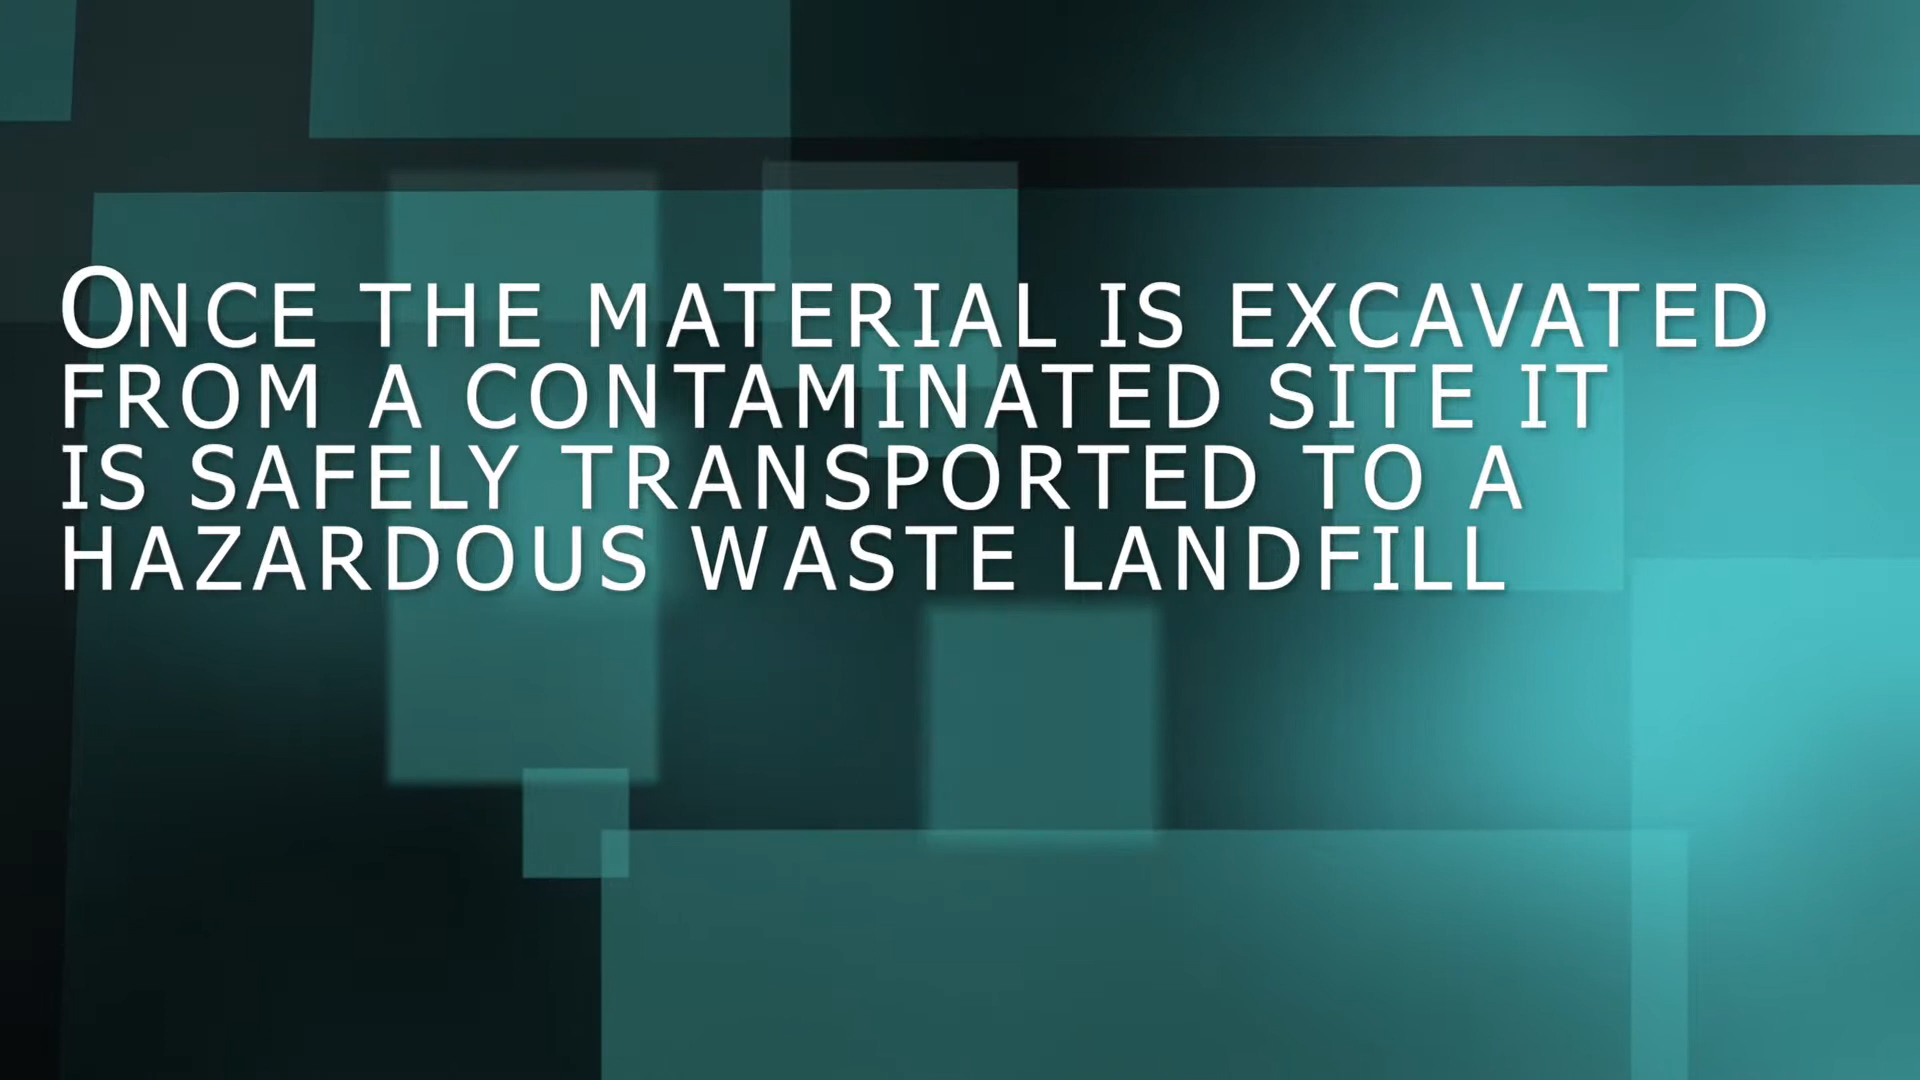 Once the material is excavated
from a contaminated site it
is safely transported to a
hazardous waste landfill